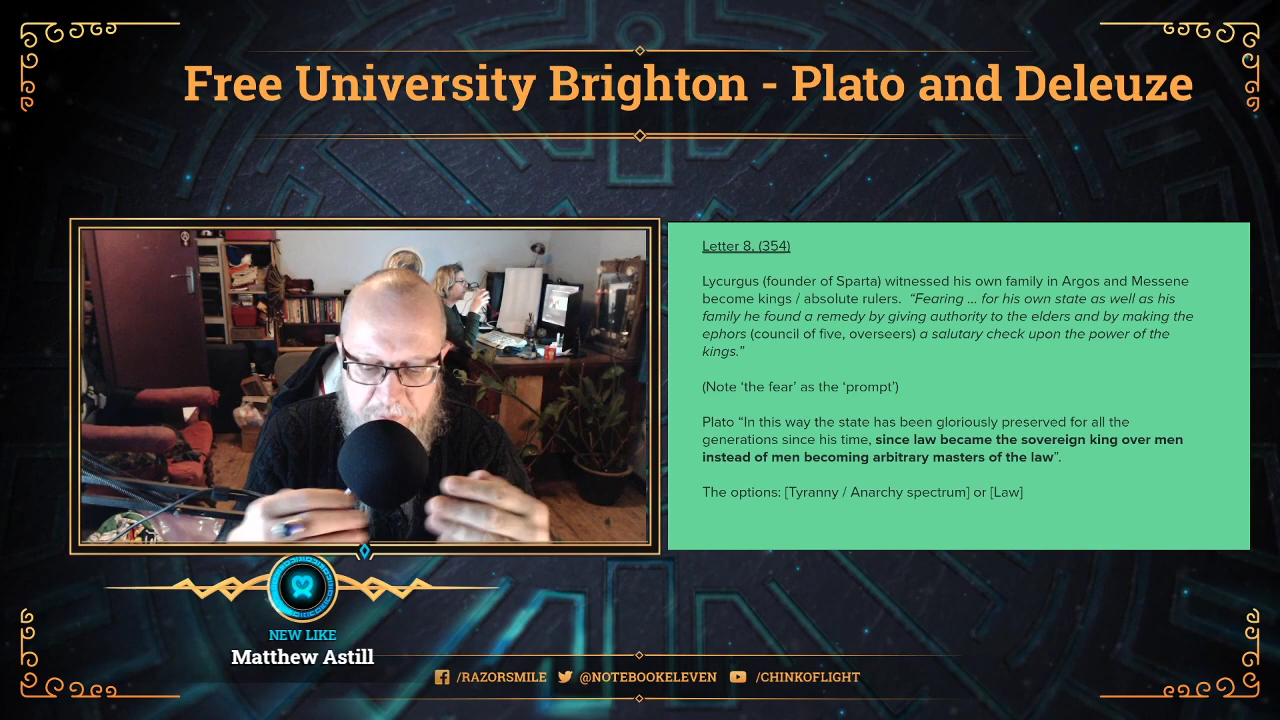 Free University Brighton - Plato and Deleuze
Letter 8, (354)
Lycurgus (founder of Sparta) witnessed his own family in Argos and Messene
become kings / absolute rulers.  “Fearing ... for his own state as well as his
family he found a remedy by giving authority to the elders and by making the
ephors (council of five, overseers) a salutary check upon the power of the
kings.”
(Note ‘the fear’ as the ‘prompt’)
Plato “In this way the state has been gloriously preserved for all the
generations since his time, since law became the sovereign king over men
instead of men becoming arbitrary masters of the law”.
The options: [Tyranny / Anarchy spectrum] or [Law]
NEW LIKE
Matthew Astill
/RAZORSMILE @NOTEBOOKELEVEN /CHINKOFLIGHT